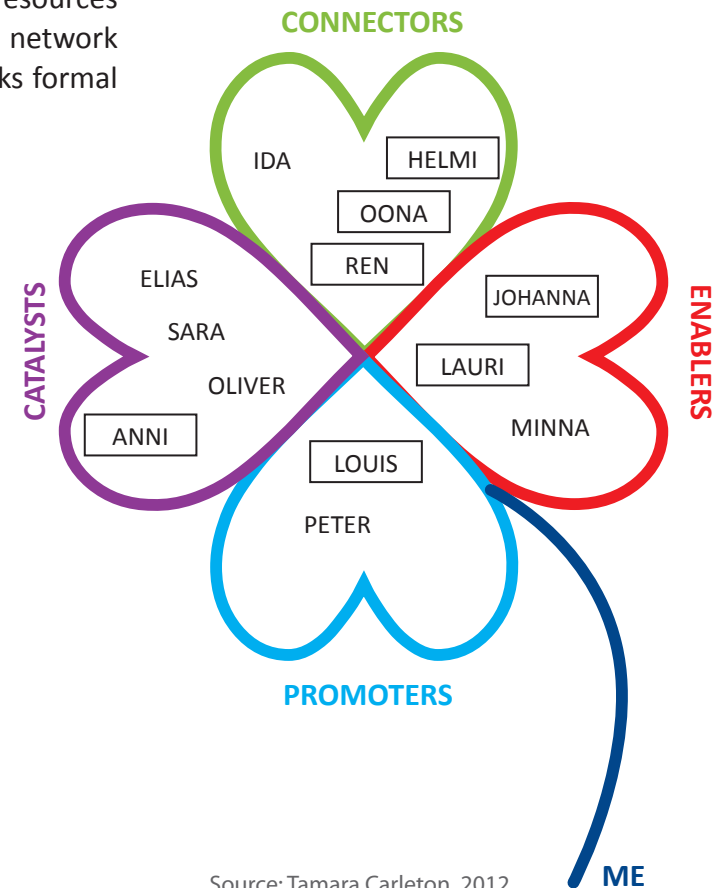 resources
network
ks formal
CONNECTORS
IDA
HELMI
OONA
REN
CATALYSTS
ELIAS
SARA
OLIVER
ANNI
ENABLERS
JOHANNA
LAURI
MINNA
LOUIS
PETER
PROMOTERS
ME
Source: Tamara Carleton, 2012